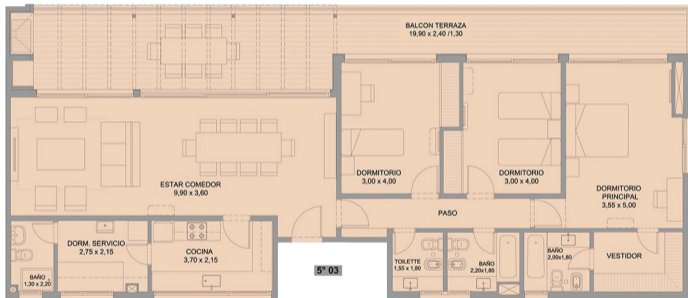 BALCON TERRAZA
19,90 x 2,40 /1,30
DORMITORIO
3,00 x 4,00
DORMITORIO
3,00 x 4,00
DORMITORIO
PRINCIPAL
3,55 x 5,00
ESTAR COMEDOR
9,90 x 3,60
PASO
DORM. SERVICIO
2,75 x 2,15
COCINA
3,70 x 2,15
BAÑO
1,30 x 2,20
5° 03
TOILETTE
1,55 x 1,80
BAÑO
2,20x1,80
BAÑO
2,00x1,80
VESTIDOR